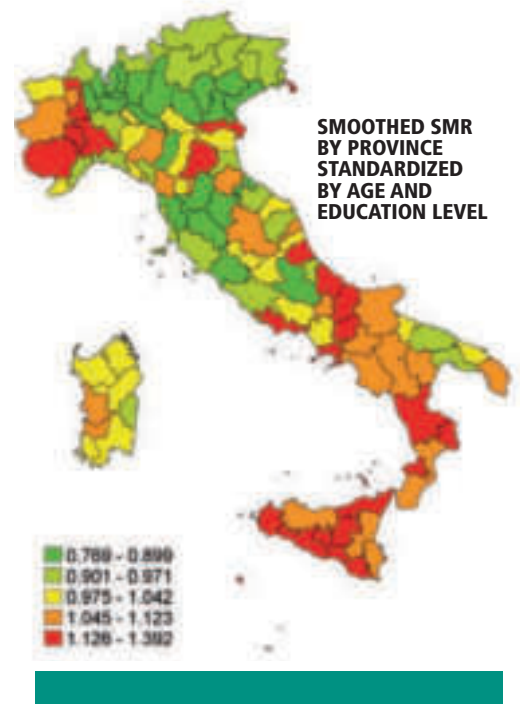 SMOOTHED SMR
BY PROVINCE
STANDARDIZED
BY AGE AND
EDUCATION LEVEL
0.769 - 0.899
0.901 - 0.971
0.975 - 1.042
1.045 - 1.123
1.126 - 1.392